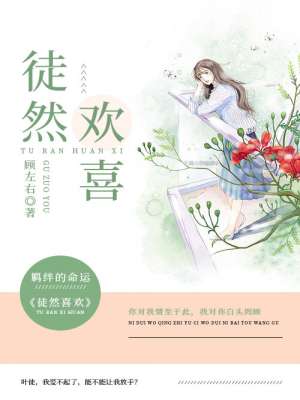 徒然
欢喜
TU RAN HUAN XI
顾左右◎著
GU ZUO YOU
羁绊的命运
《徒然喜欢》
TU RAN XI HUAN
你对我情至于此，我对你白头罔顾
NI DUI WO QING ZHI YU CI WO DUI NI BAI TOU WANG GU
叶徒，我爱不起了，能不能让我放手？